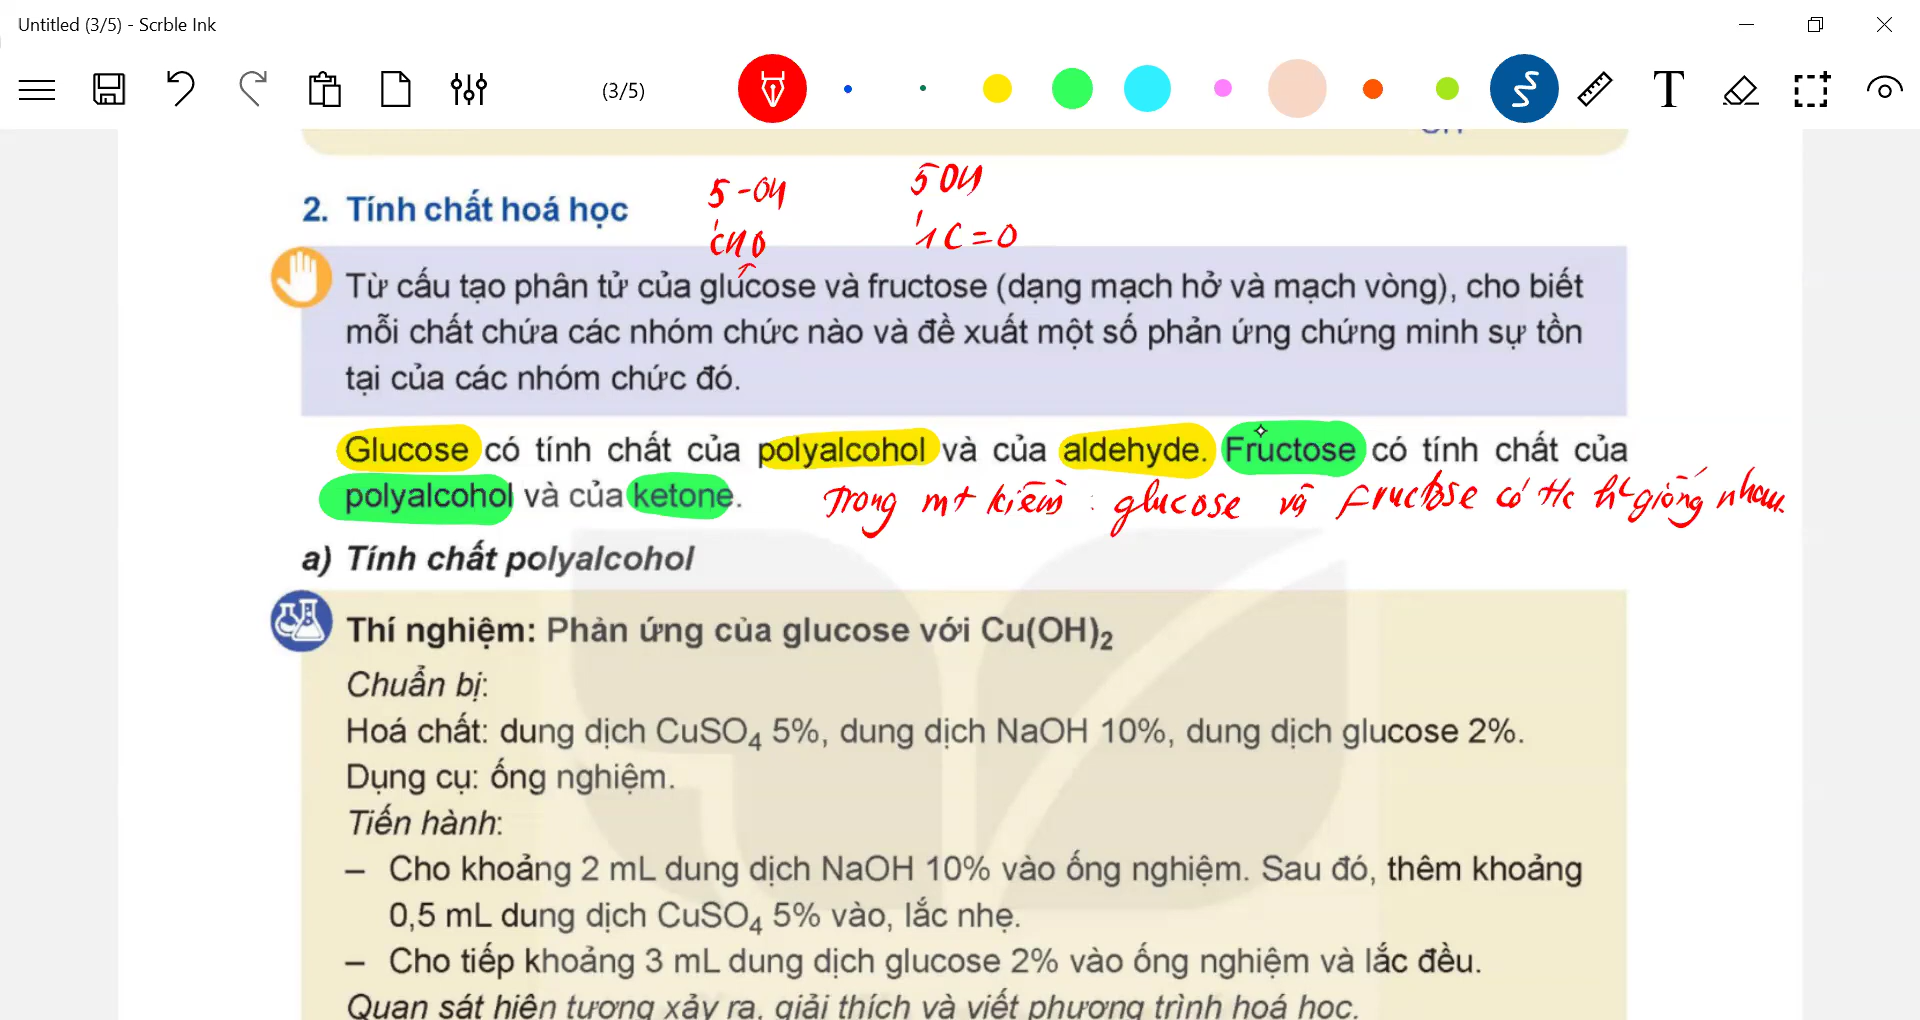 Untitled (3/5) - Scrble Ink
(3/5)
T
5 -OH
5 OH
2. Tính chất hoá học
CHO
1 C=O
Từ cấu tạo phân tử của glucose và fructose (dạng mạch hở và mạch vòng), cho biết
mỗi chất chứa các nhóm chức nào và đề xuất một số phản ứng chứng minh sự tồn
tại của các nhóm chức đó.
Glucose có tính chất của polyalcohol và của aldehyde. Fructose có tính chất của
polyalcohol và của ketone.
Trong mt kiềm : glucose và fructose có tc hh giống nhau.
a) Tính chất polyalcohol
Thí nghiệm: Phản ứng của glucose với Cu(OH)₂
Chuẩn bị:
Hoá chất: dung dịch CuSO₄ 5%, dung dịch NaOH 10%, dung dịch glucose 2%.
Dụng cụ: ống nghiệm.
Tiến hành:
– Cho khoảng 2 mL dung dịch NaOH 10% vào ống nghiệm. Sau đó, thêm khoảng
0,5 mL dung dịch CuSO₄ 5% vào, lắc nhẹ.
– Cho tiếp khoảng 3 mL dung dịch glucose 2% vào ống nghiệm và lắc đều.
Quan sát hiện tượng xảy ra, giải thích và viết phương trình hoá học.